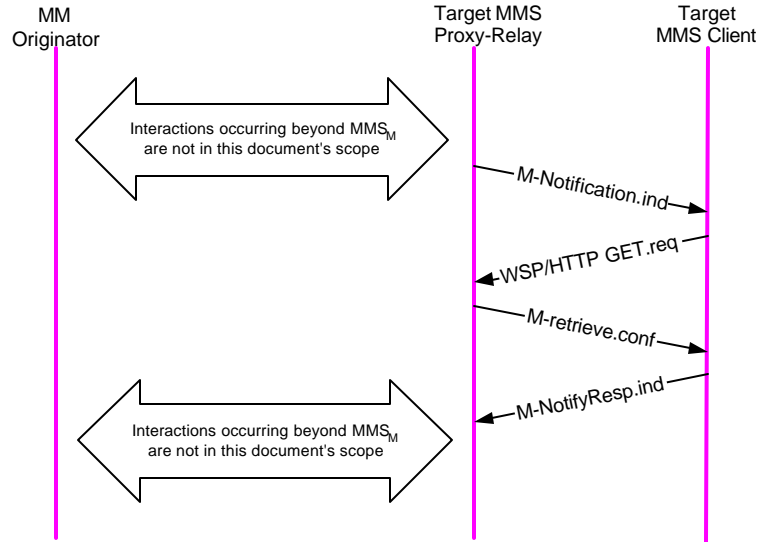 MM
Originator
Target MMS
Proxy-Relay
Target
MMS Client
Interactions occurring beyond MMSM
are not in this document's scope
M-Notification.ind
WSP/HTTP GET.req
M-retrieve.conf
M-NotifyResp.ind
Interactions occurring beyond MMSM
are not in this document's scope